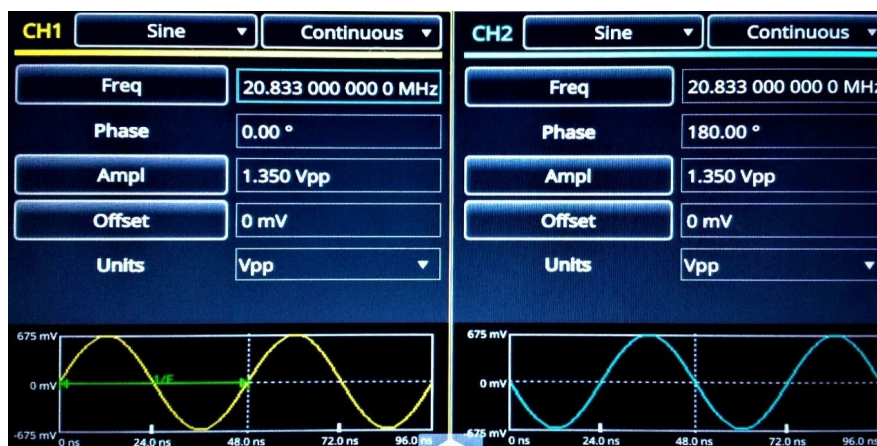 CH1 Sine Continuous
Freq 20.833 000 000 0 MHz
Phase 0.00 °
Ampl 1.350 Vpp
Offset 0 mV
Units Vpp
675 mV
1/F
0 mV
-675 mV
0 ns 24.0 ns 48.0 ns 72.0 ns 96.0 ns
CH2 Sine Continuous
Freq 20.833 000 000 0 MHz
Phase 180.00 °
Ampl 1.350 Vpp
Offset 0 mV
Units Vpp
675 mV
0 mV
-675 mV
0 ns 24.0 ns 48.0 ns 72.0 ns 96.0 ns